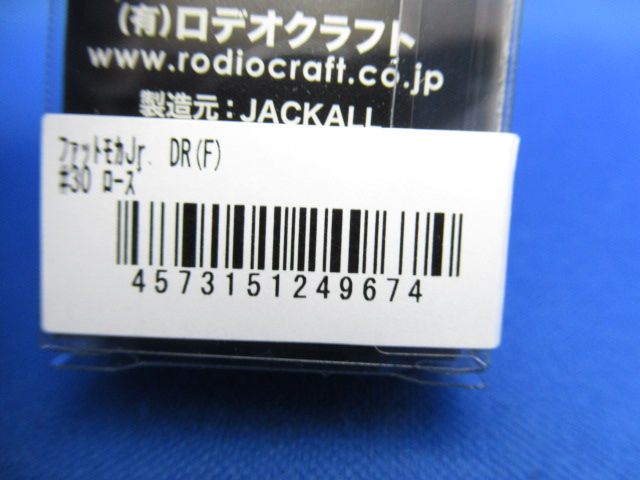 (有)ロデオクラフト
www.rodiocraft.co.jp
製造元：JACKALL
ﾌｧｯﾄﾓｶJr. DR(F)
#30 ﾛｰｽﾞ
4573151249674